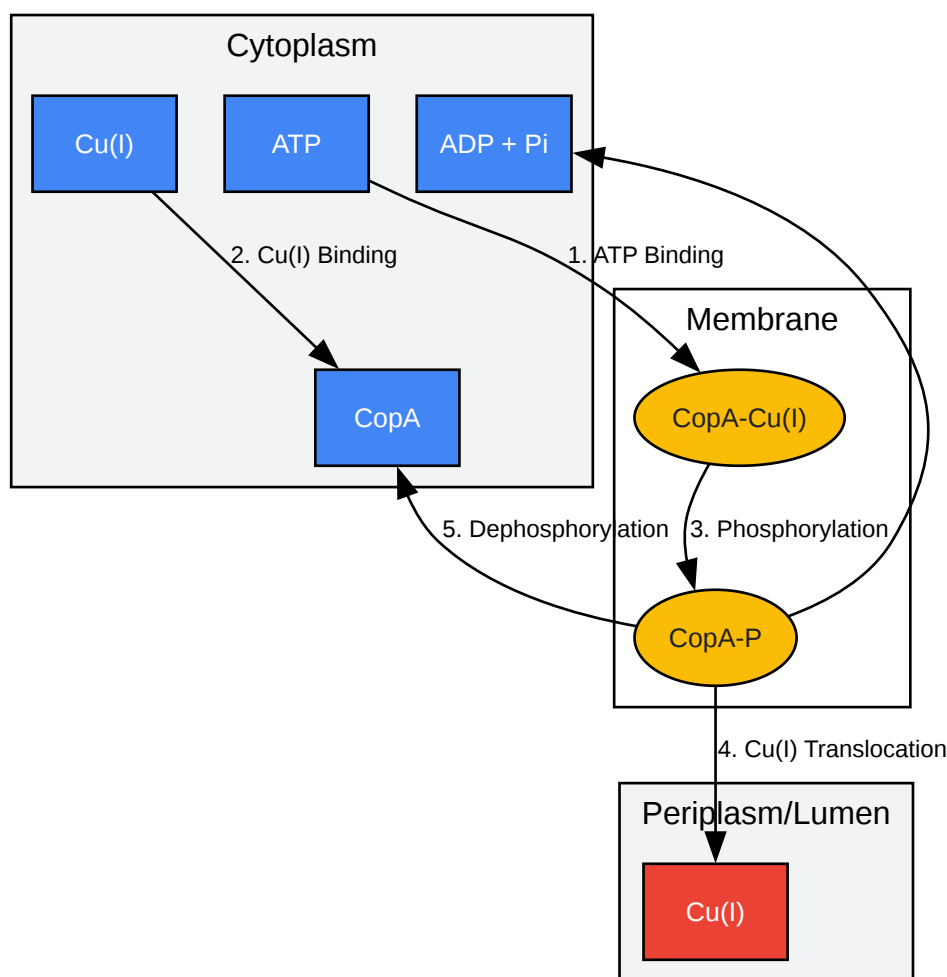 Cytoplasm
Cu(I)
ATP
ADP + Pi
2. Cu(I) Binding
1. ATP Binding
Membrane
CopA
CopA-Cu(I)
5. Dephosphorylation
3. Phosphorylation
CopA-P
4. Cu(I) Translocation
Periplasm/Lumen
Cu(I)